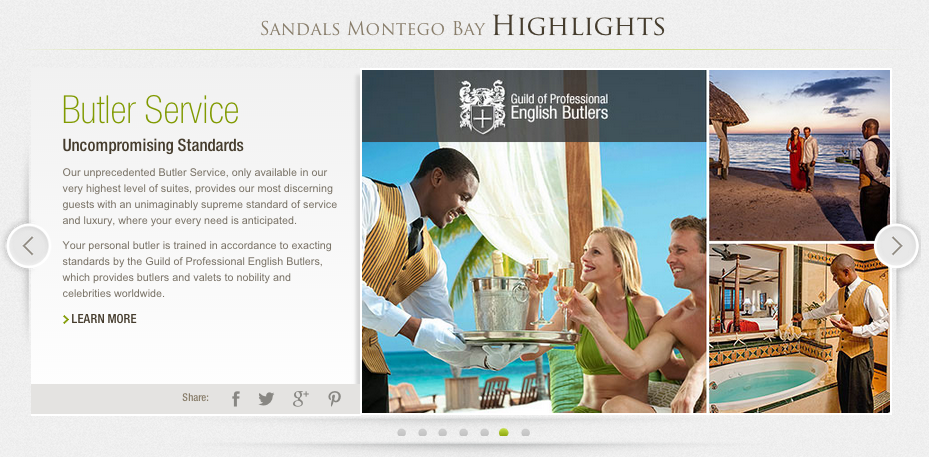 Sandals Montego Bay Highlights
Butler Service
Uncompromising Standards
Our unprecedented Butler Service, only available in our
very highest level of suites, provides our most discerning
guests with an unimaginably supreme standard of service
and luxury, where your every need is anticipated.
Your personal butler is trained in accordance to exacting
standards by the Guild of Professional English Butlers,
which provides butlers and valets to nobility and
celebrities worldwide.
LEARN MORE
Share:
Guild of Professional
English Butlers